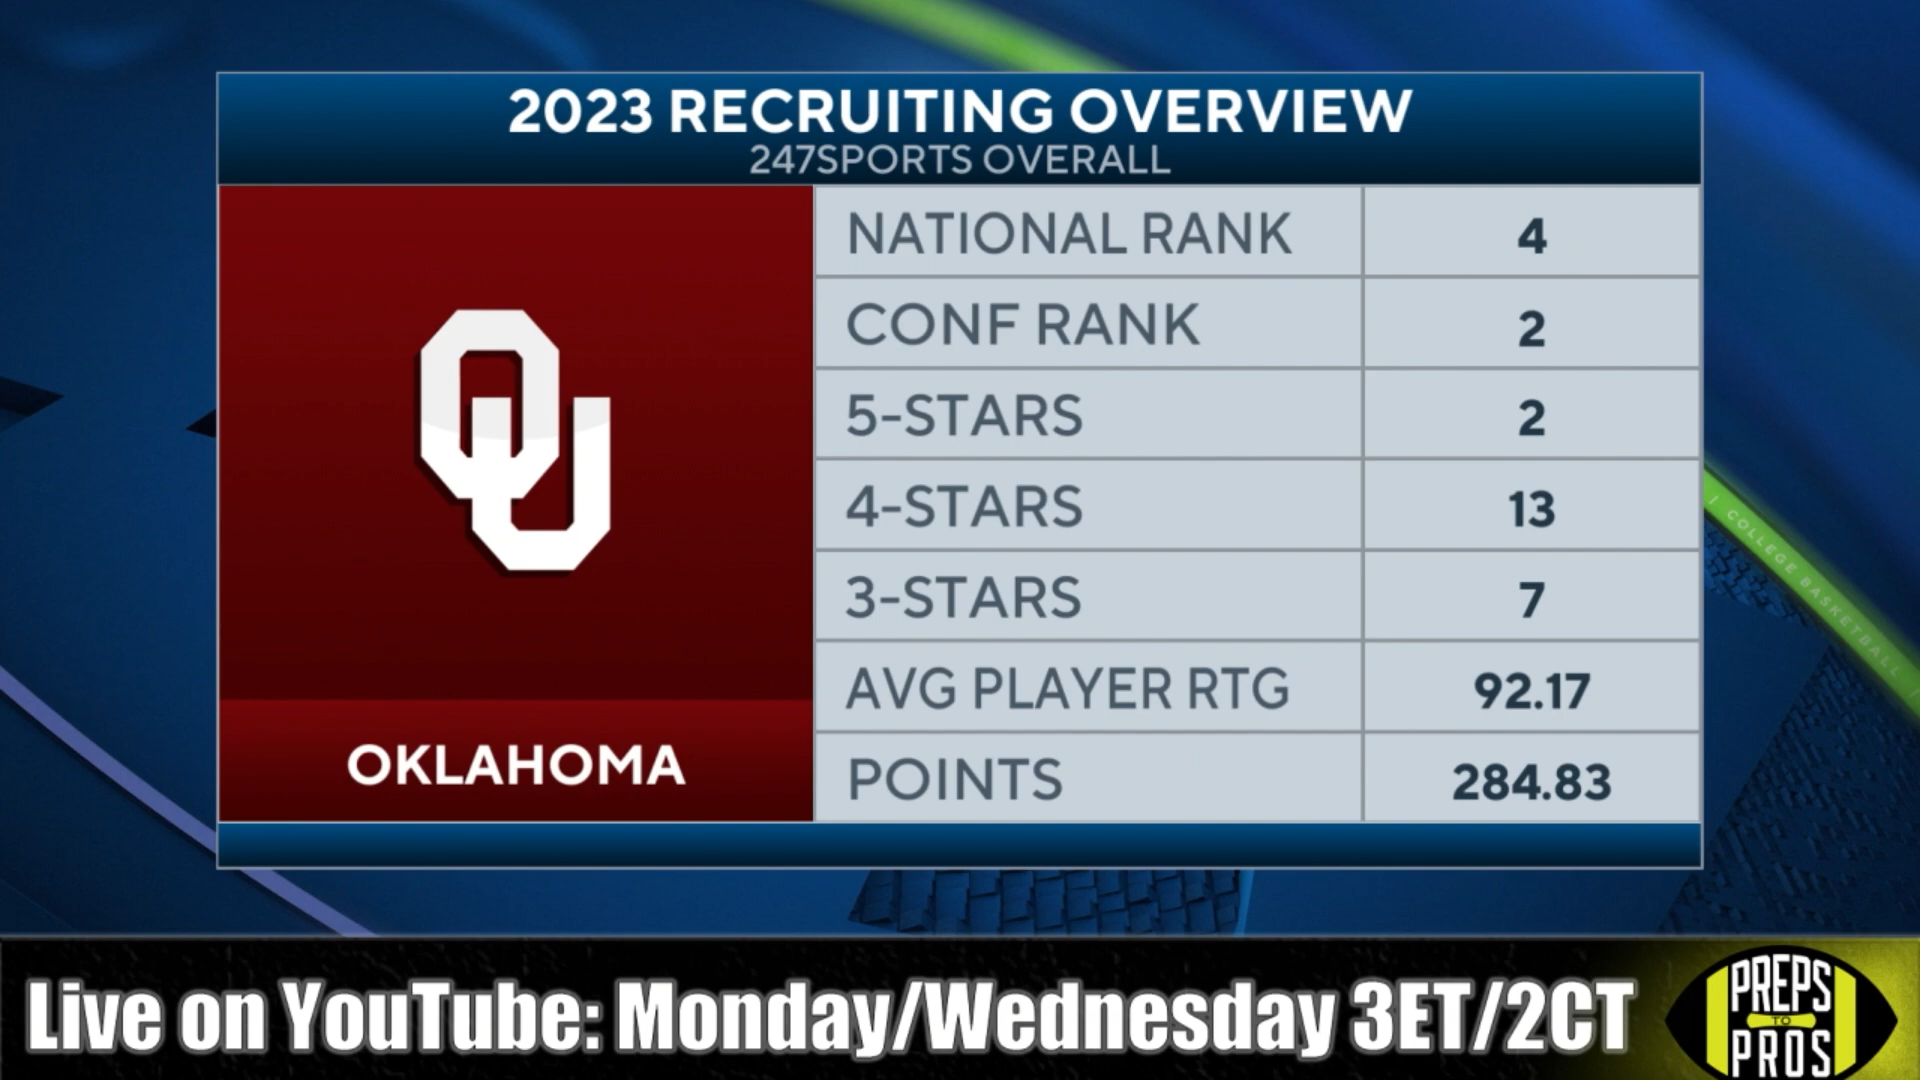 2023 RECRUITING OVERVIEW
247SPORTS OVERALL
OU
OKLAHOMA
NATIONAL RANK 4
CONF RANK 2
5-STARS 2
4-STARS 13
3-STARS 7
AVG PLAYER RTG 92.17
POINTS 284.83
| COLLEGE BASKETBALL |
Live on YouTube: Monday/Wednesday 3ET/2CT
PREPS
TO
PROS